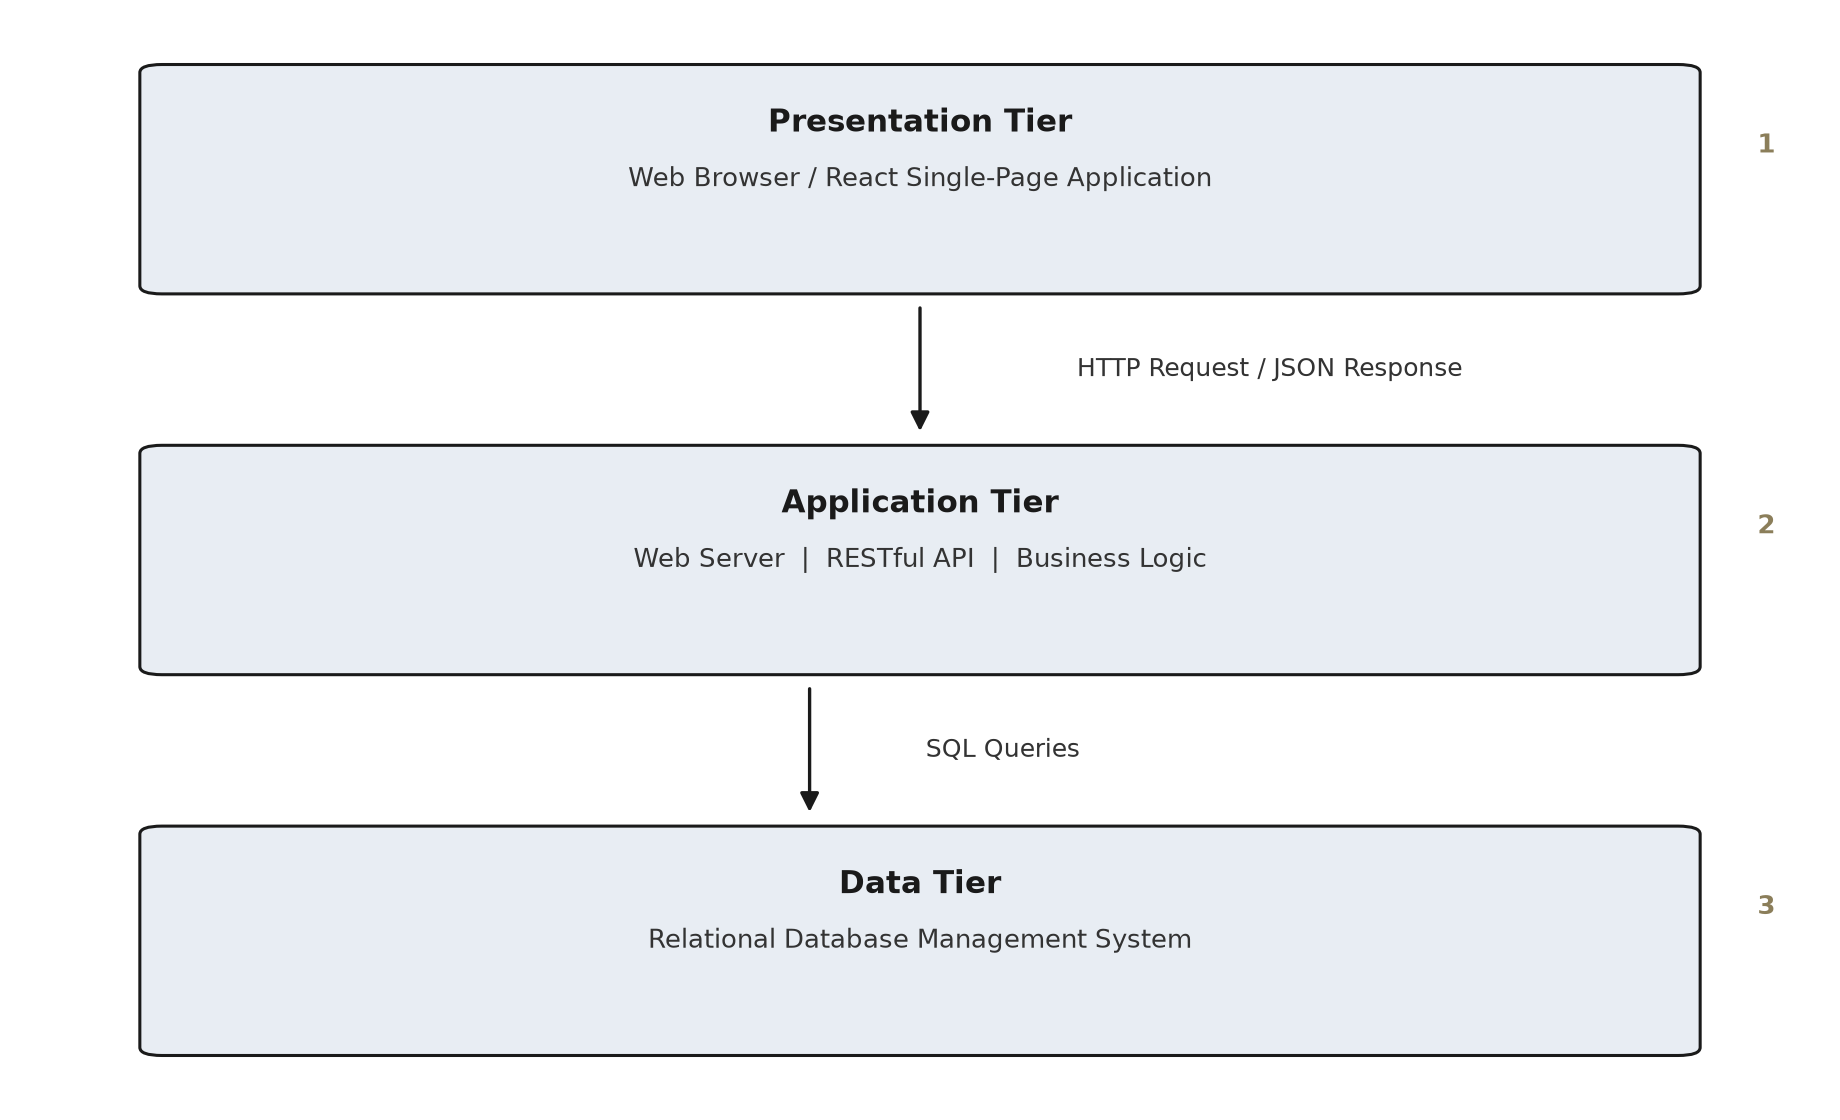 Presentation Tier
Web Browser / React Single-Page Application
1
HTTP Request / JSON Response
Application Tier
Web Server | RESTful API | Business Logic
2
SQL Queries
Data Tier
Relational Database Management System
3